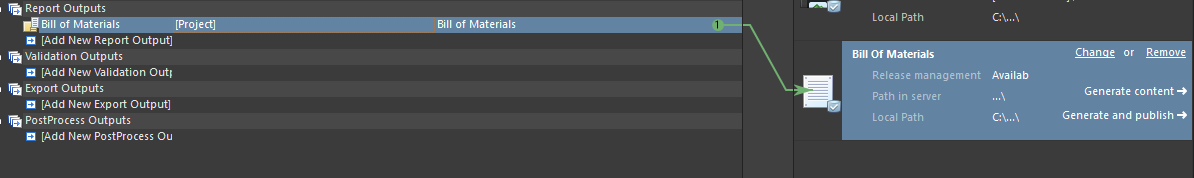 Report Outputs
Bill of Materials [Project] Bill of Materials 1
[Add New Report Output]
Validation Outputs
[Add New Validation Outp
Export Outputs
[Add New Export Output]
PostProcess Outputs
[Add New PostProcess Ou
Local Path C:\...\
Bill Of Materials Change or Remove
Release management Availab
Generate content
Path in server ...\
Generate and publish
Local Path C:\...\